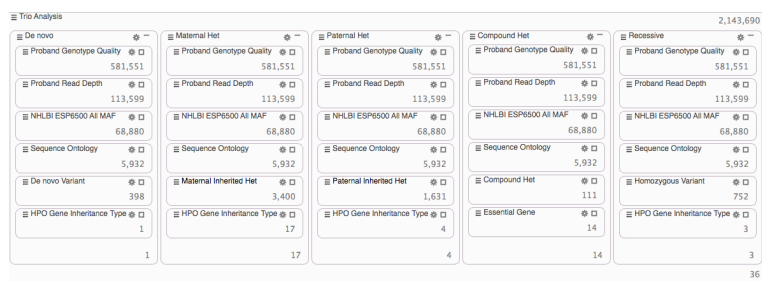 Trio Analysis
2,143,690
De novo
Proband Genotype Quality
581,551
Proband Read Depth
113,599
NHLBI ESP6500 All MAF
68,880
Sequence Ontology
5,932
De novo Variant
398
HPO Gene Inheritance Type
1
1
Maternal Het
Proband Genotype Quality
581,551
Proband Read Depth
113,599
NHLBI ESP6500 All MAF
68,880
Sequence Ontology
5,932
Maternal Inherited Het
3,400
HPO Gene Inheritance Type
17
17
Paternal Het
Proband Genotype Quality
581,551
Proband Read Depth
113,599
NHLBI ESP6500 All MAF
68,880
Sequence Ontology
5,932
Paternal Inherited Het
1,631
HPO Gene Inheritance Type
4
4
Compound Het
Proband Genotype Quality
581,551
Proband Read Depth
113,599
NHLBI ESP6500 All MAF
68,880
Sequence Ontology
5,932
Compound Het
111
Essential Gene
14
14
Recessive
Proband Genotype Quality
581,551
Proband Read Depth
113,599
NHLBI ESP6500 All MAF
68,880
Sequence Ontology
5,932
Homozygous Variant
752
HPO Gene Inheritance Type
3
3
36